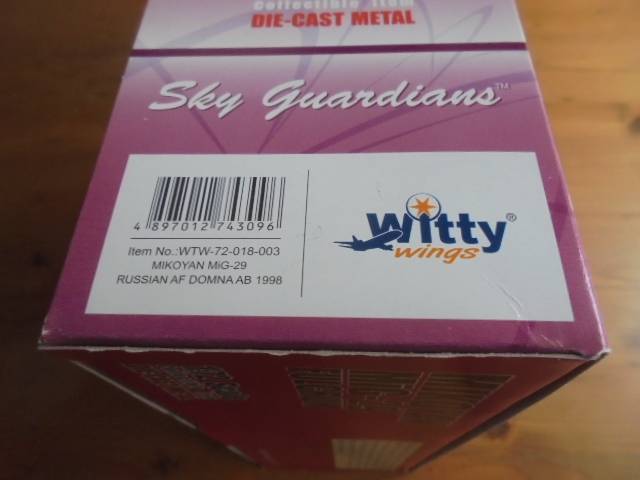 Collectible Item
DIE-CAST METAL
Sky Guardians™
4 897012 743096
Item No.:WTW-72-018-003
MIKOYAN MiG-29
RUSSIAN AF DOMNA AB 1998
Witty®
wings